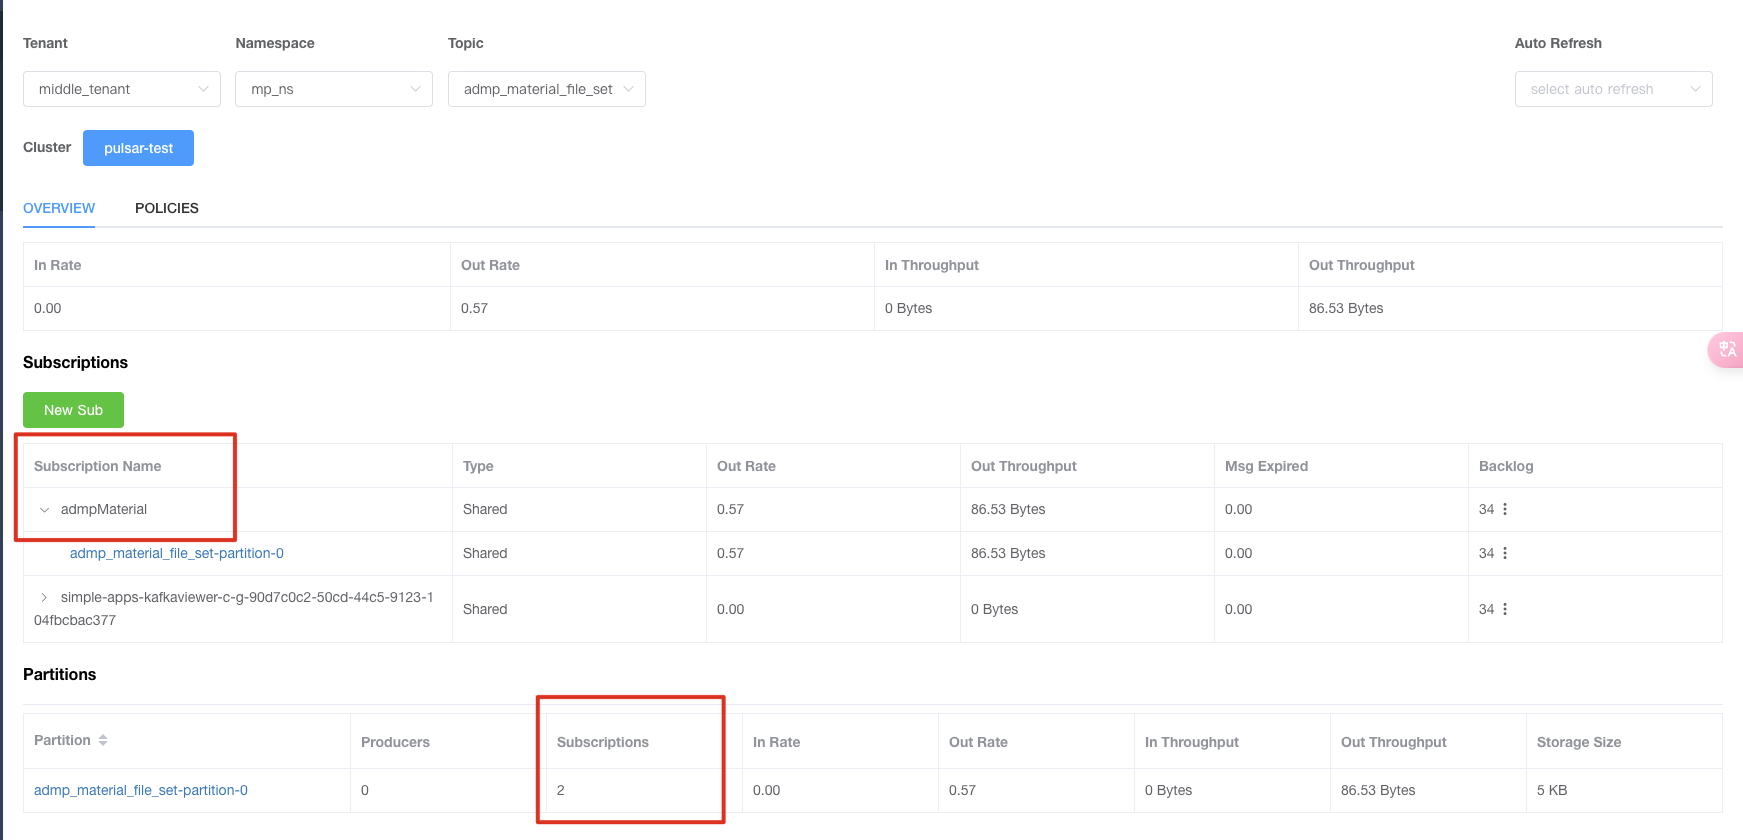 Tenant Namespace Topic Auto Refresh
middle_tenant mp_ns admp_material_file_set select auto refresh
Cluster pulsar-test
OVERVIEW POLICIES
In Rate Out Rate In Throughput Out Throughput
0.00 0.57 0 Bytes 86.53 Bytes
Subscriptions
New Sub
Subscription Name Type Out Rate Out Throughput Msg Expired Backlog
admpMaterial Shared 0.57 86.53 Bytes 0.00 34
admp_material_file_set-partition-0 Shared 0.57 86.53 Bytes 0.00 34
simple-apps-kafkaviewer-c-g-90d7c0c2-50cd-44c5-9123-1
04fbcbac377 Shared 0.00 0 Bytes 0.00 34
Partitions
Partition Producers Subscriptions In Rate Out Rate In Throughput Out Throughput Storage Size
admp_material_file_set-partition-0 0 2 0.00 0.57 0 Bytes 86.53 Bytes 5 KB